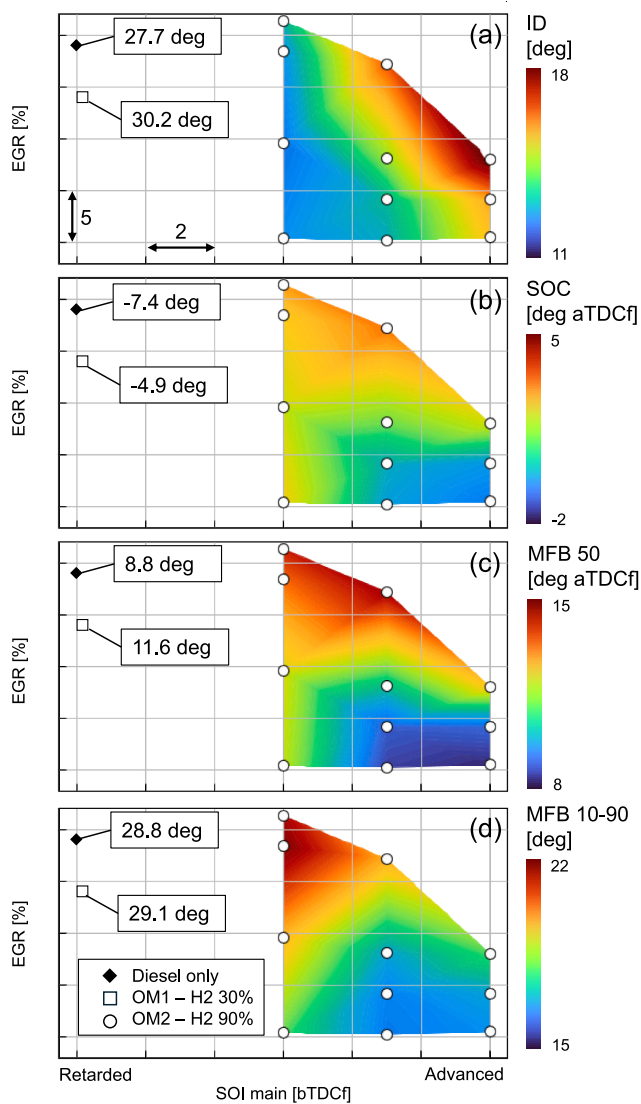 (a)
ID
[deg]
18
27.7 deg
30.2 deg
EGR [%]
5
2
11
(b)
SOC
[deg aTDCf]
5
-7.4 deg
-4.9 deg
EGR [%]
-2
(c)
MFB 50
[deg aTDCf]
15
8.8 deg
11.6 deg
EGR [%]
8
(d)
MFB 10-90
[deg]
22
28.8 deg
29.1 deg
EGR [%]
Diesel only
OM1 – H2 30%
OM2 – H2 90%
15
Retarded
Advanced
SOI main [bTDCf]